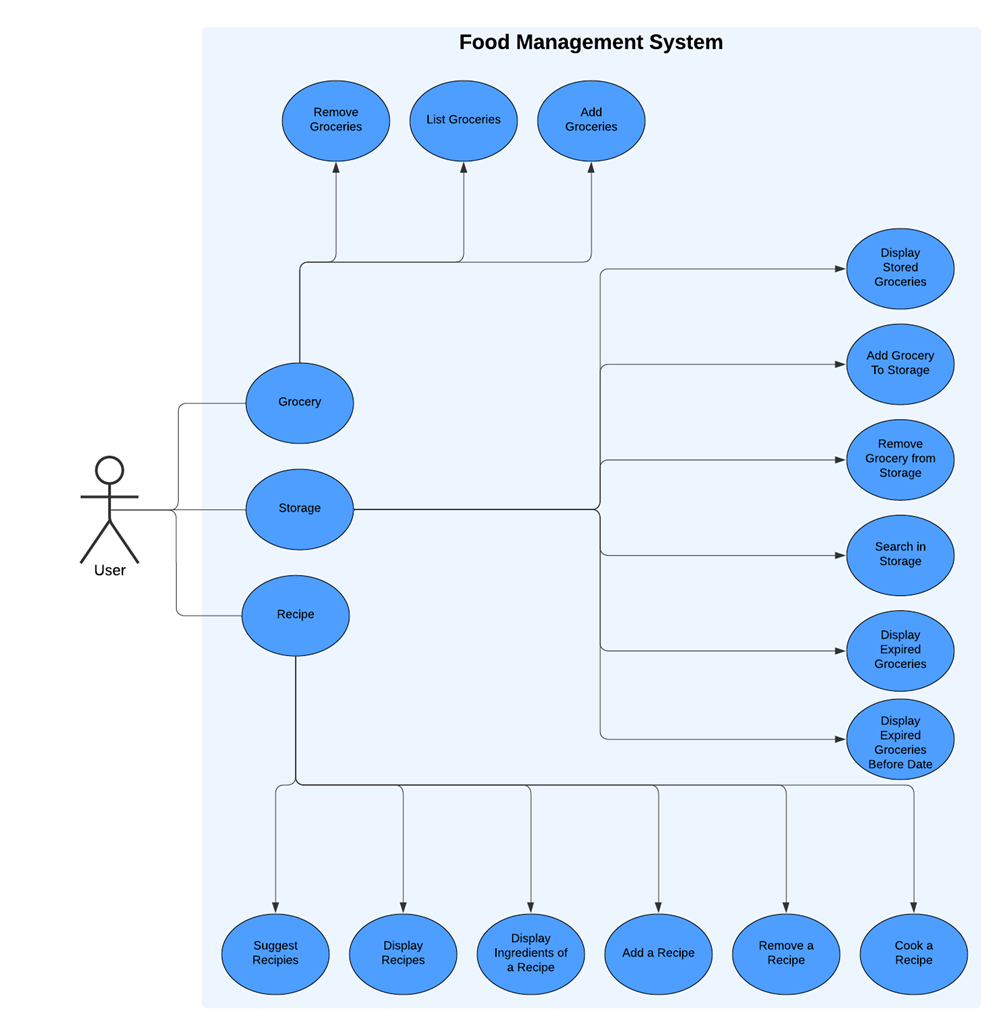 Food Management System
Remove
Groceries
List Groceries
Add
Groceries
Display
Stored
Groceries
Add Grocery
To Storage
Grocery
Remove
Grocery from
Storage
Storage
Search in
Storage
User
Recipe
Display
Expired
Groceries
Display
Expired
Groceries
Before Date
Suggest
Recipies
Display
Recipes
Display
Ingredients of
a Recipe
Add a Recipe
Remove a
Recipe
Cook a
Recipe